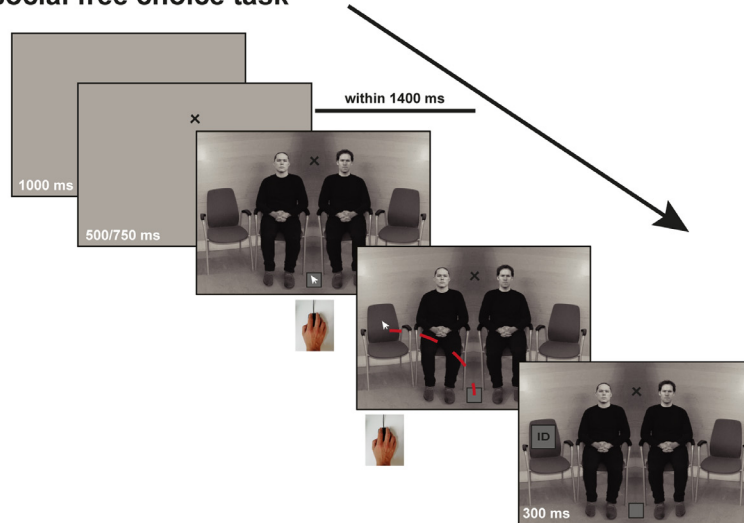 social free choice task
within 1400 ms
1000 ms
500/750 ms
ID
300 ms